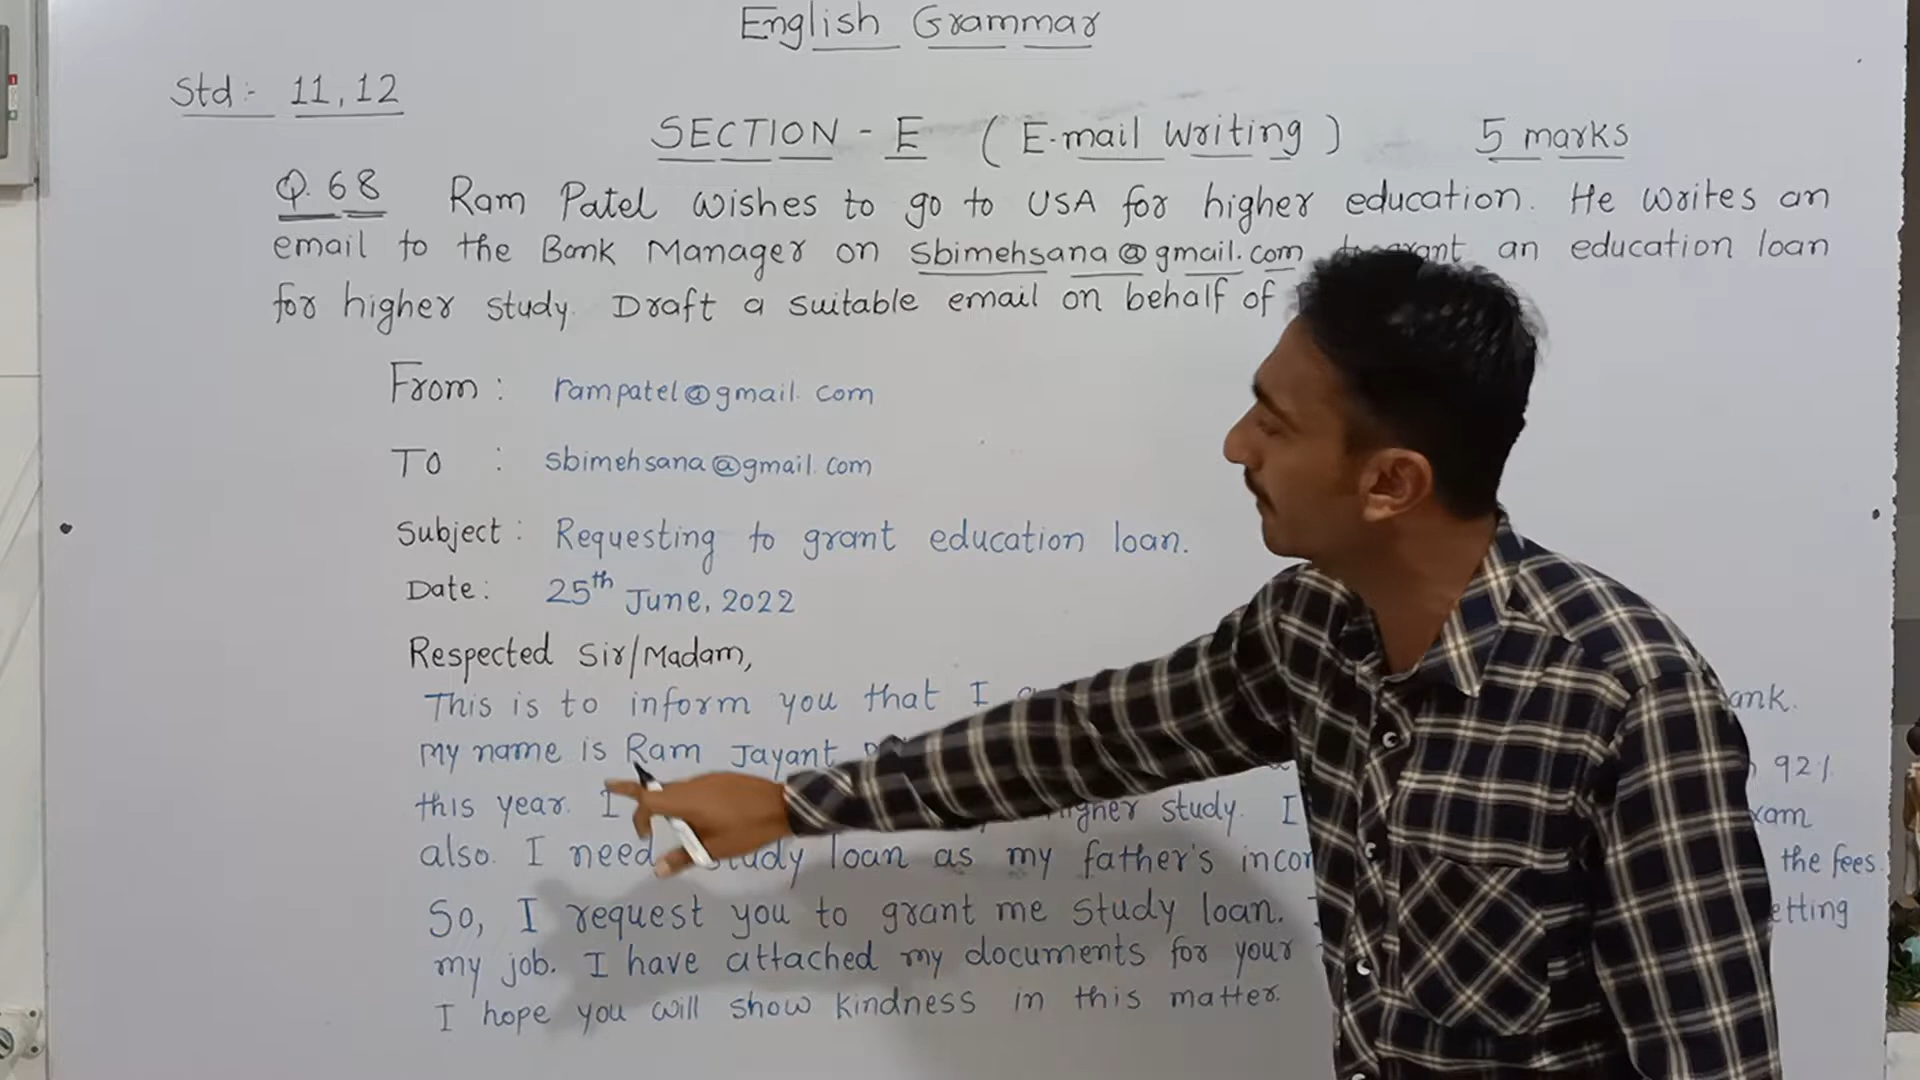 English Grammar
Std:- 11, 12
SECTION - E ( E-mail Writing ) 5 marks
Q. 68 Ram Patel wishes to go to USA for higher education. He writes an
email to the Bank Manager on sbimehsana@gmail.com to grant an education loan
for higher study. Draft a suitable email on behalf of
From : rampatel@gmail.com
To : sbimehsana@gmail.com
Subject : Requesting to grant education loan.
Date : 25th June, 2022
Respected Sir/Madam,
This is to inform you that I
My name is Ram Jayant 92%
this year. I higher study. I
also. I need study loan as my father's the fees.
So, I request you to grant me study loan.
my job. I have attached my documents for your
I hope you will show kindness in this matter.